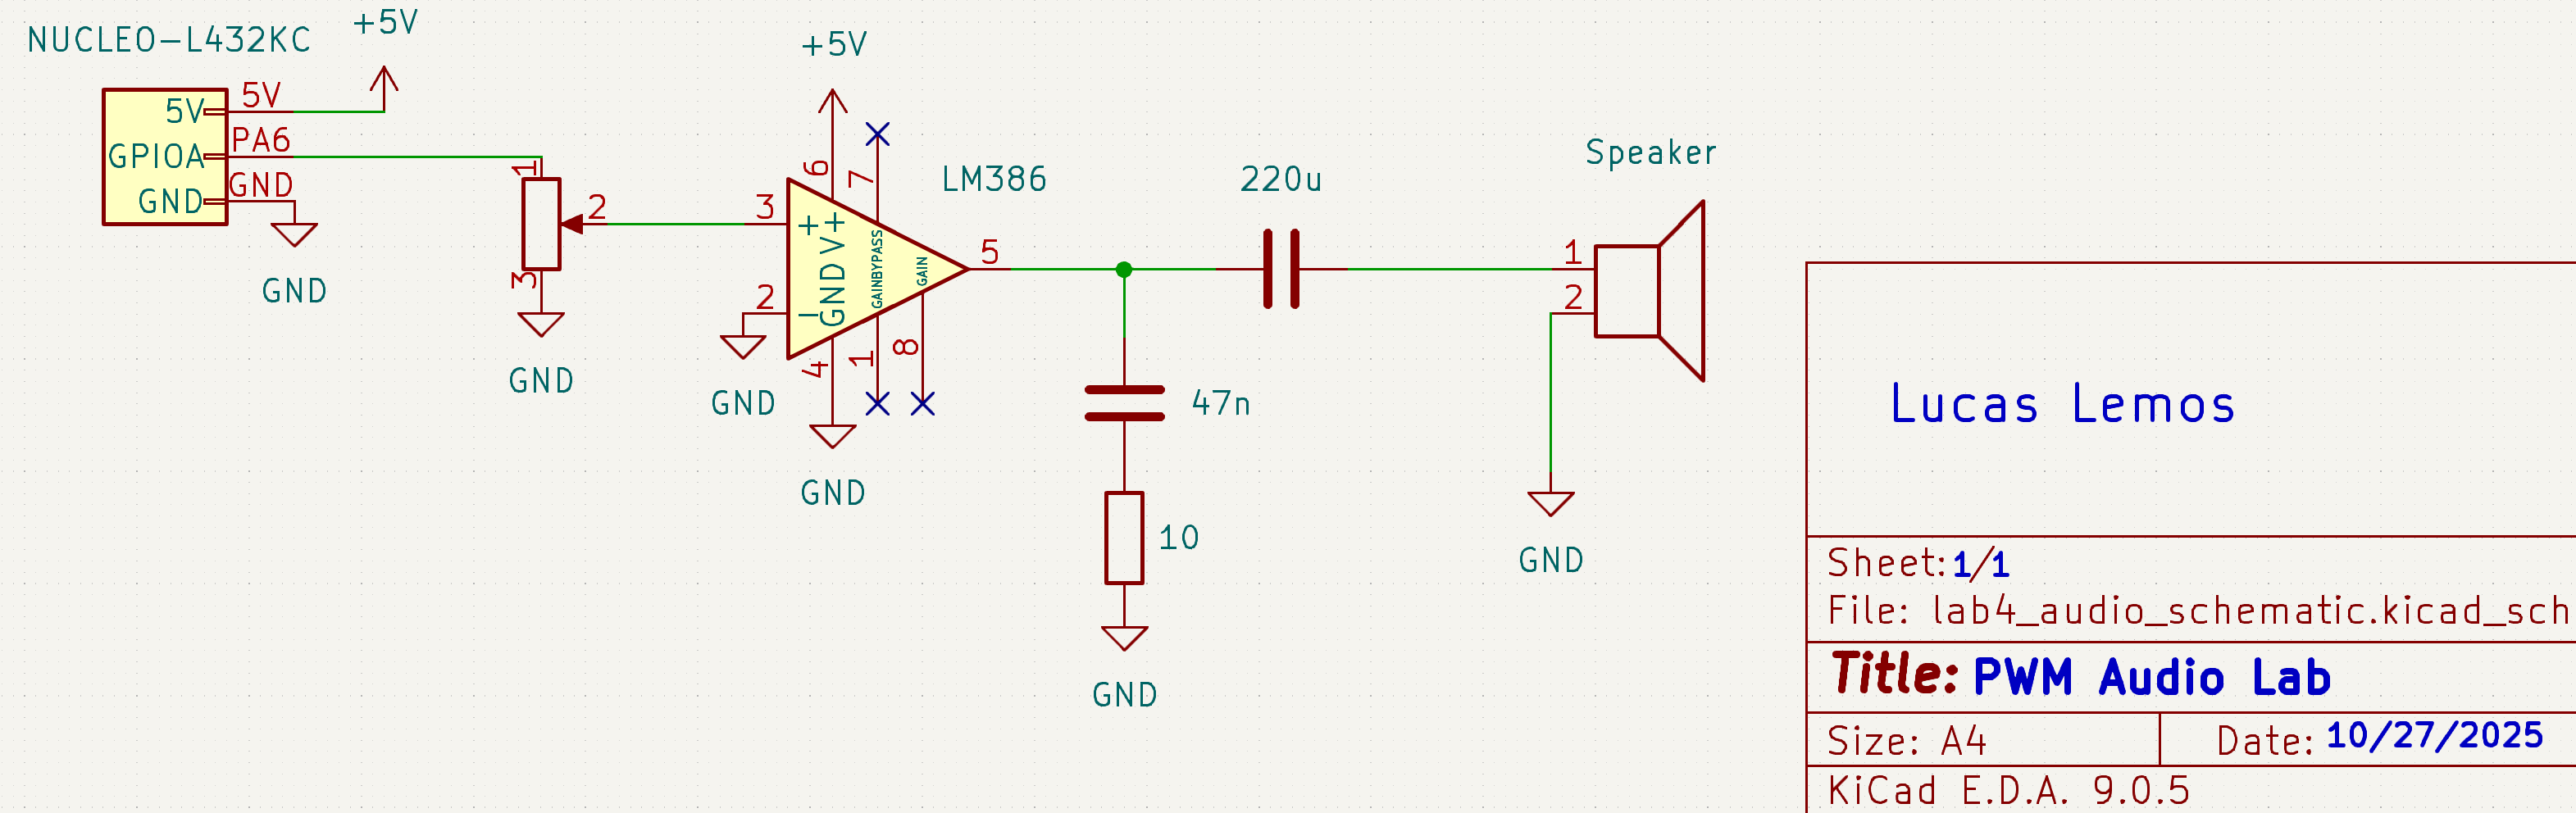 NUCLEO-L432KC
+5V
5V
5V
GPIOA
PA6
GND
GND
GND
1
2
3
GND
+5V
6
7
3
2
+
V+
GND
−
GAIN
BYPASS
GAIN
4
1
8
5
GND
GND
LM386
220u
47n
10
GND
Speaker
1
2
GND
Lucas Lemos
Sheet: 1/1
File: lab4_audio_schematic.kicad_sch
Title: PWM Audio Lab
Size: A4
Date: 10/27/2025
KiCad E.D.A. 9.0.5